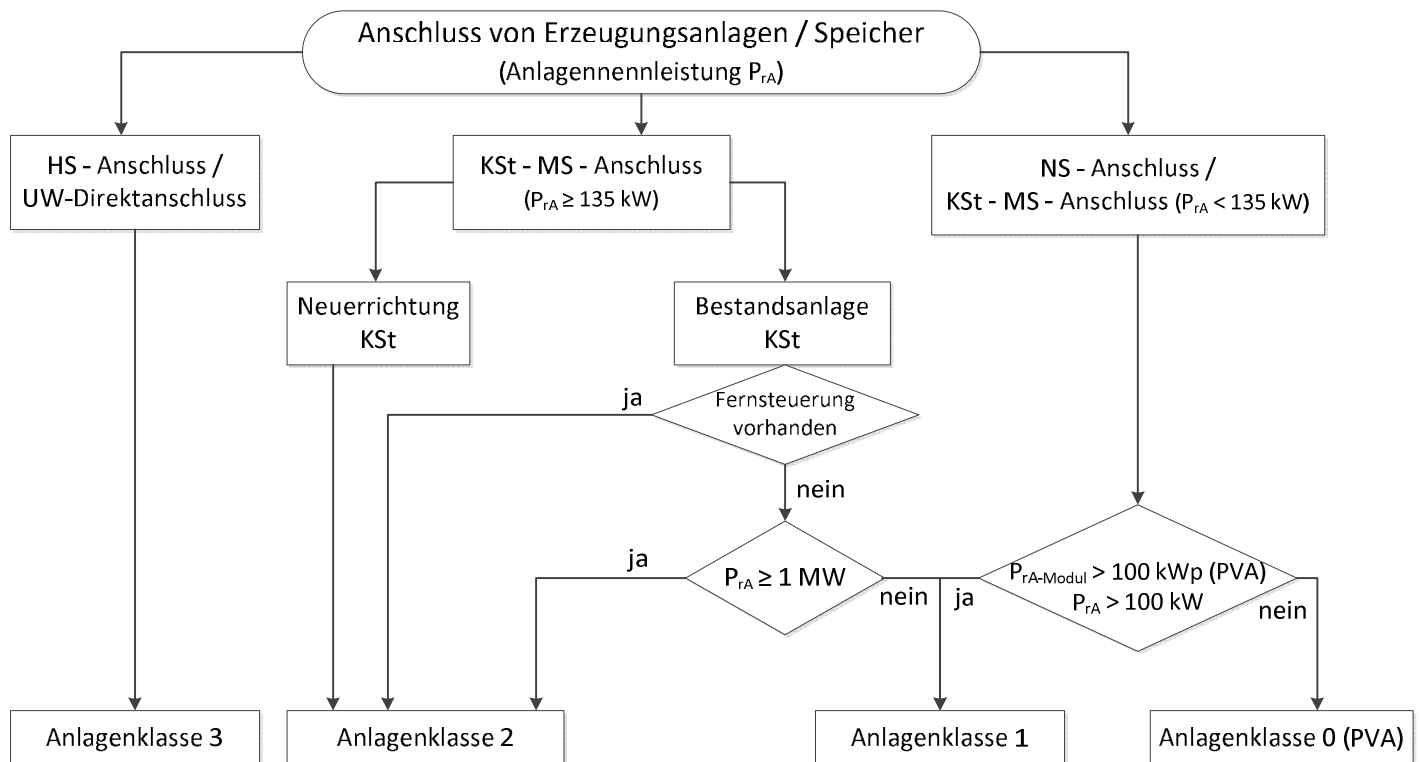 Anschluss von Erzeugungsanlagen / Speicher
(Anlagennennleistung PrA)
HS - Anschluss /
UW-Direktanschluss
KSt - MS - Anschluss
(PrA ≥ 135 kW)
NS - Anschluss /
KSt - MS - Anschluss (PrA < 135 kW)
Neuerrichtung
KSt
Bestandsanlage
KSt
ja
Fernsteuerung
vorhanden
nein
ja
PrA ≥ 1 MW
nein
ja
PrA-Modul > 100 kWp (PVA)
PrA > 100 kW
nein
Anlagenklasse 3
Anlagenklasse 2
Anlagenklasse 1
Anlagenklasse 0 (PVA)